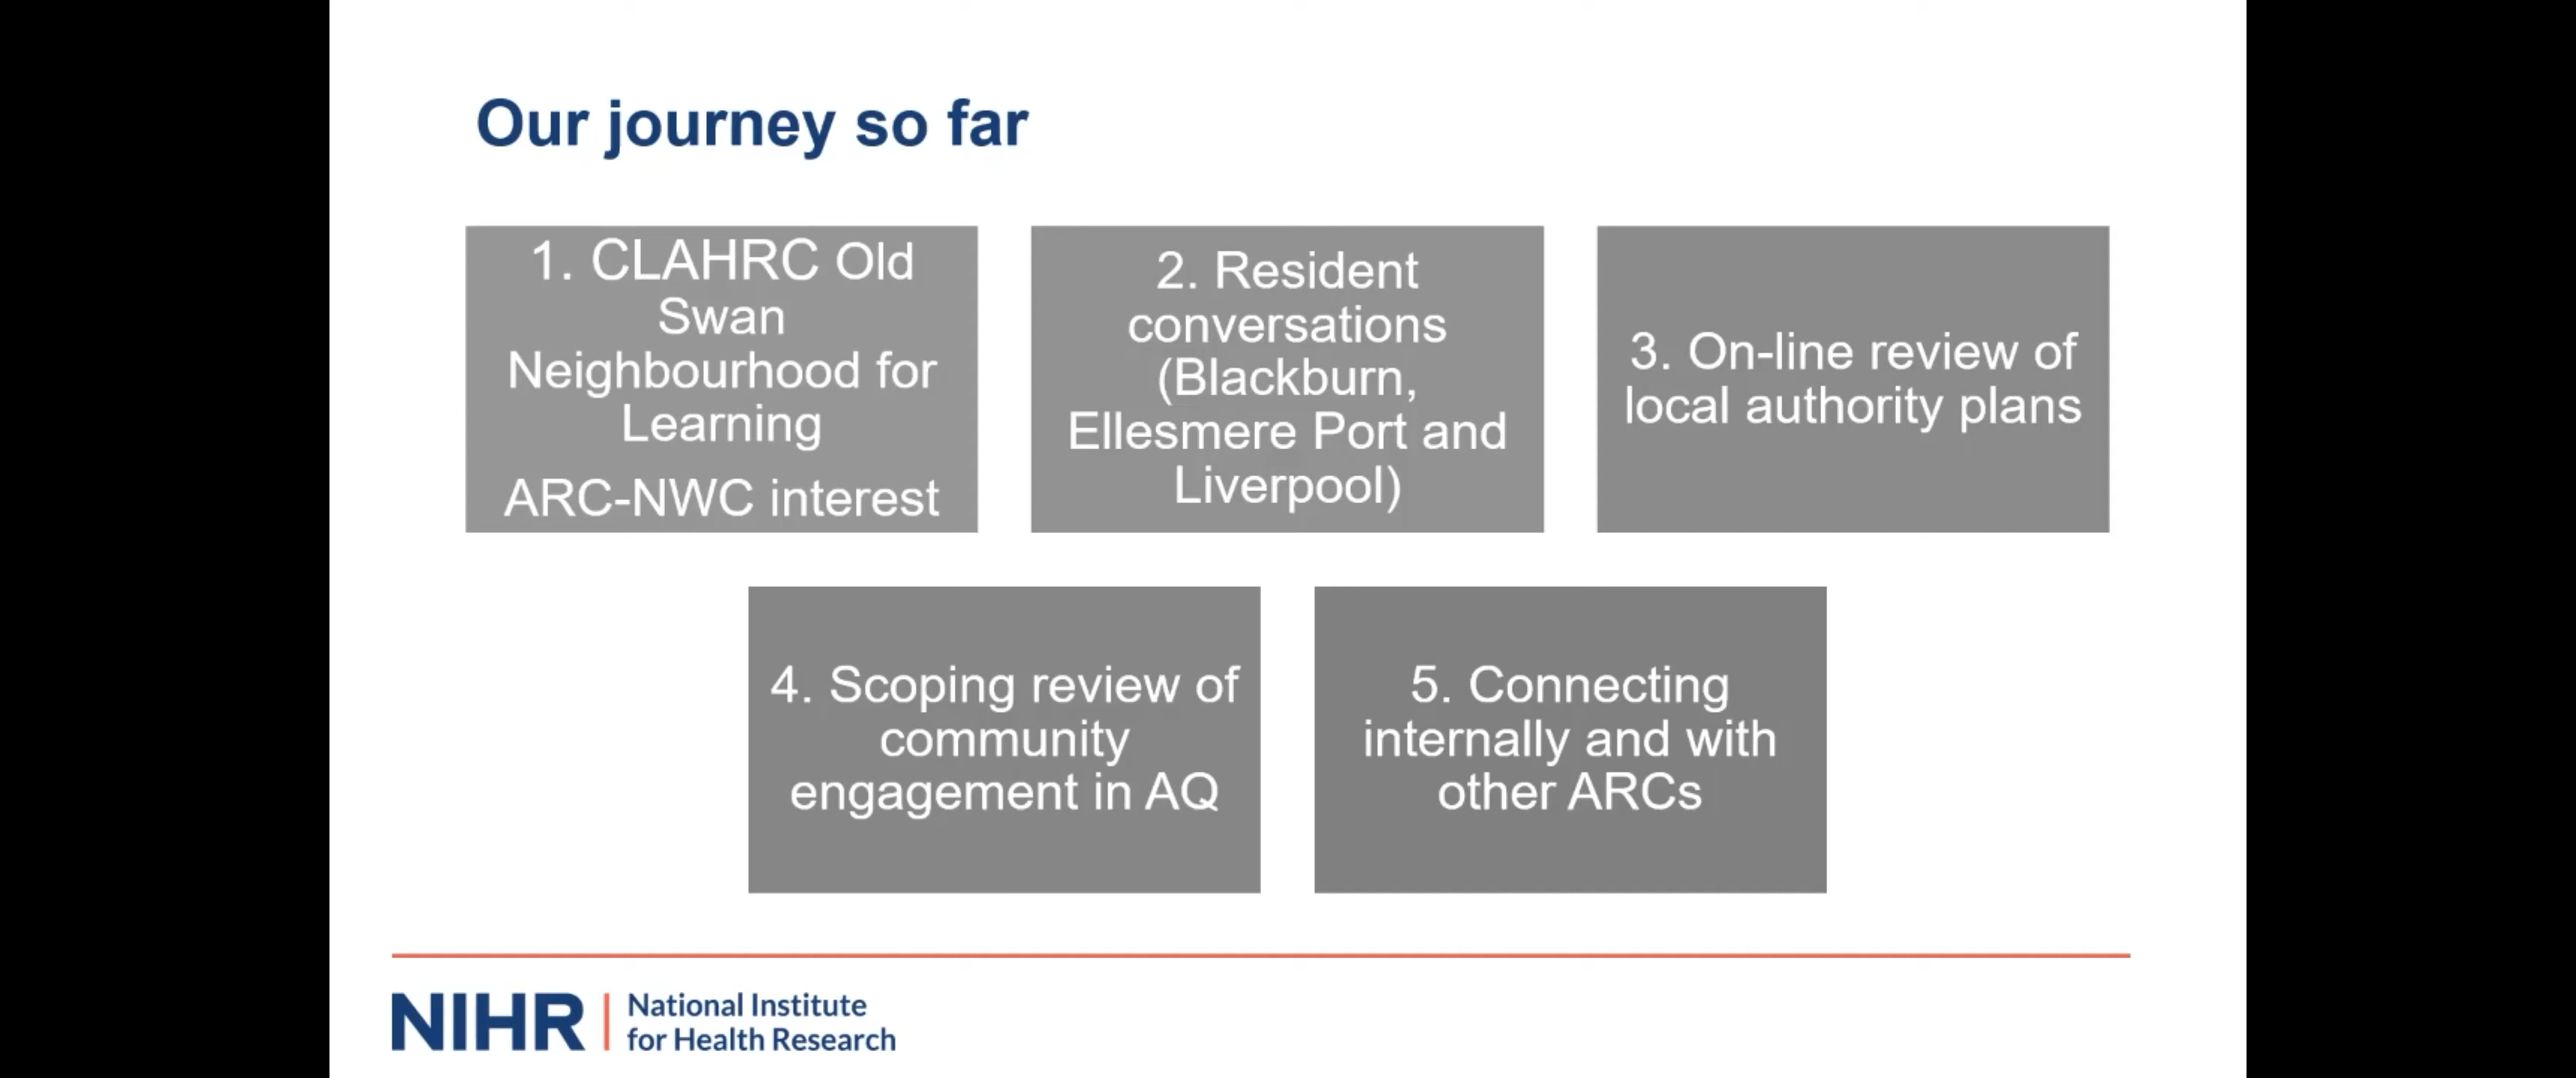 Our journey so far
1. CLAHRC Old
Swan
Neighbourhood for
Learning
ARC-NWC interest
2. Resident
conversations
(Blackburn,
Ellesmere Port and
Liverpool)
3. On-line review of
local authority plans
4. Scoping review of
community
engagement in AQ
5. Connecting
internally and with
other ARCs
NIHR
National Institute
for Health Research